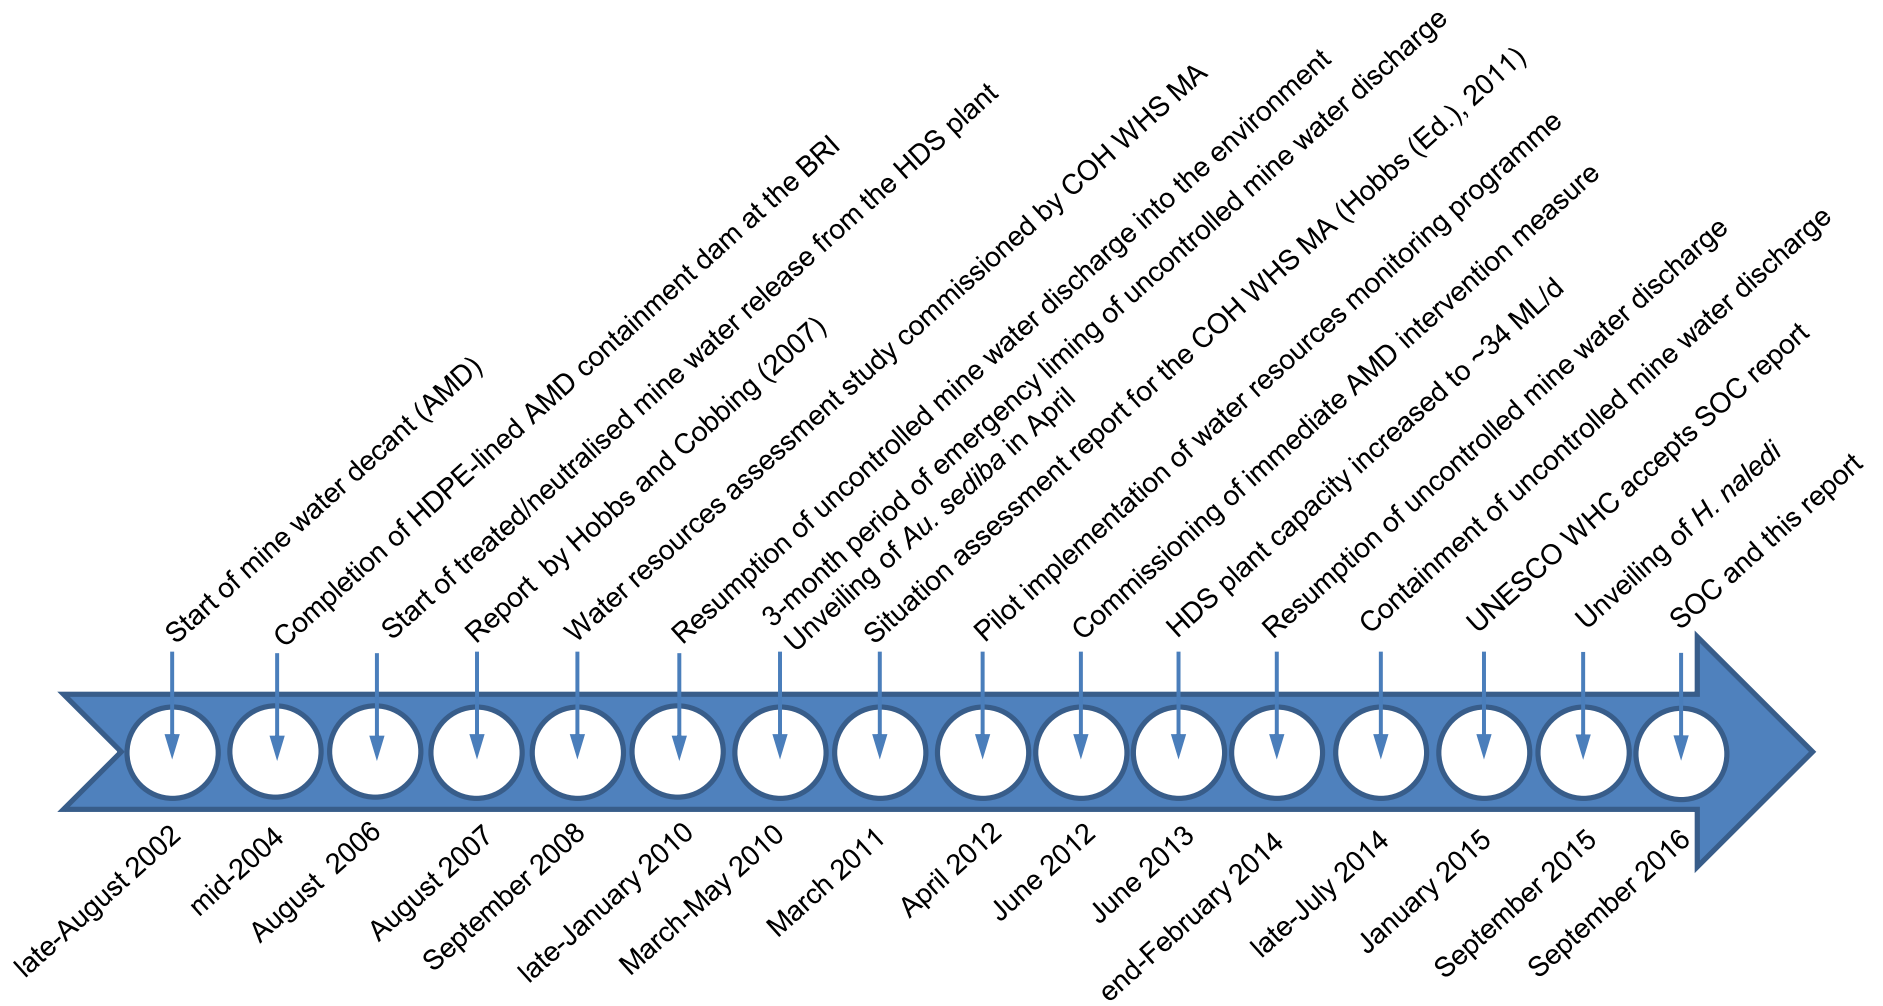 Start of mine water decant (AMD)
Completion of HDPE-lined AMD containment dam at the BRI
Start of treated/neutralised mine water release from the HDS plant
Report  by Hobbs and Cobbing (2007)
Water resources assessment study commissioned by COH WHS MA
Resumption of uncontrolled mine water discharge into the environment
3-month period of emergency liming of uncontrolled mine water discharge
Unveiling of Au. sediba in April
Situation assessment report for the COH WHS MA (Hobbs (Ed.), 2011)
Pilot implementation of water resources monitoring programme
Commissioning of immediate AMD intervention measure
HDS plant capacity increased to ~34 ML/d
Resumption of uncontrolled mine water discharge
Containment of uncontrolled mine water discharge
UNESCO WHC accepts SOC report
Unveiling of H. naledi
SOC and this report
late-August 2002
mid-2004
August  2006
August 2007
September 2008
late-January 2010
March-May 2010
March 2011
April 2012
June 2012
June 2013
end-February 2014
late-July 2014
January 2015
September 2015
September 2016